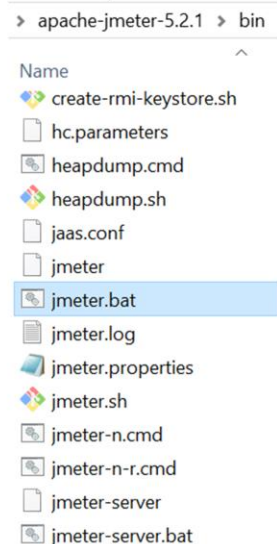 > apache-jmeter-5.2.1 > bin
Name
create-rmi-keystore.sh
hc.parameters
heapdump.cmd
heapdump.sh
jaas.conf
jmeter
jmeter.bat
jmeter.log
jmeter.properties
jmeter.sh
jmeter-n.cmd
jmeter-n-r.cmd
jmeter-server
jmeter-server.bat